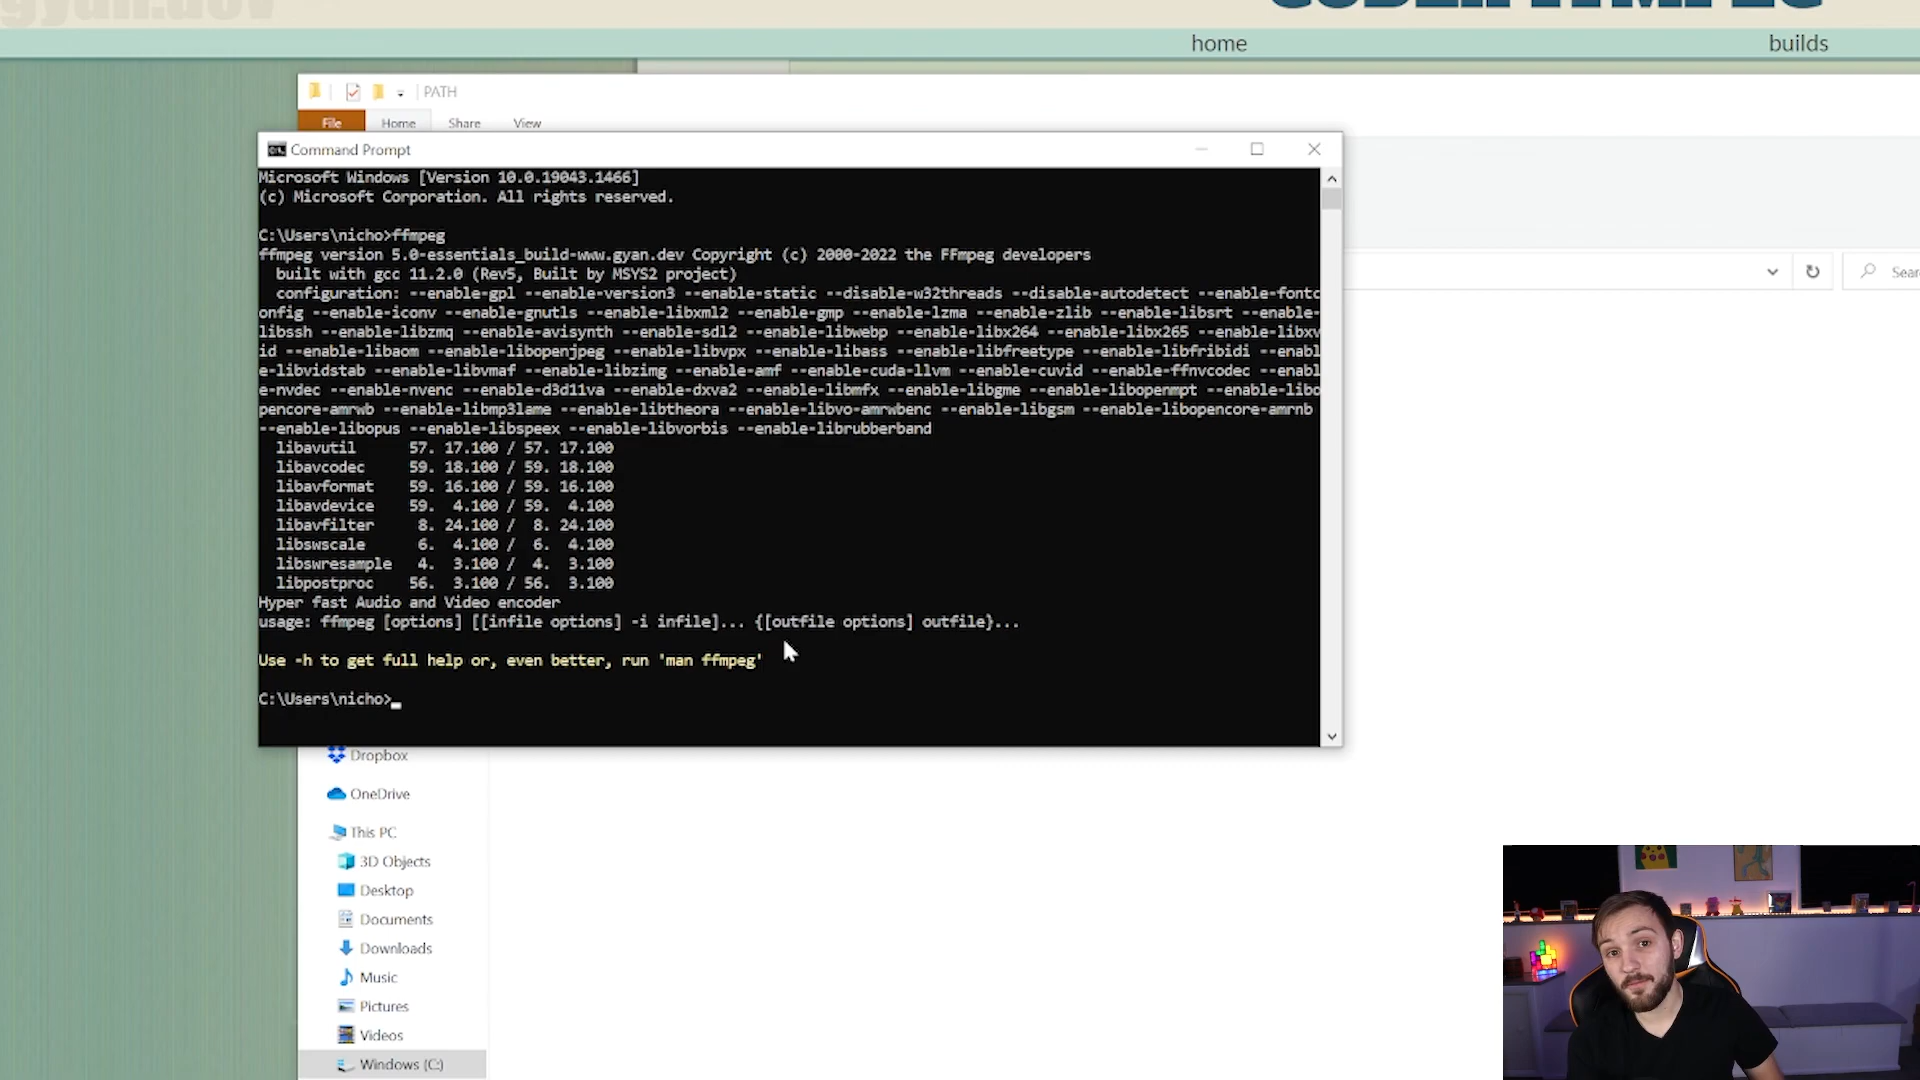 gyan.dev
CODEX FFMPEG
home
builds
PATH
File
Home
Share
View
Command Prompt
Microsoft Windows [Version 10.0.19043.1466]
(c) Microsoft Corporation. All rights reserved.
C:\Users\nicho>ffmpeg
ffmpeg version 5.0-essentials_build-www.gyan.dev Copyright (c) 2000-2022 the FFmpeg developers
built with gcc 11.2.0 (Rev5, Built by MSYS2 project)
configuration: --enable-gpl --enable-version3 --enable-static --disable-w32threads --disable-autodetect --enable-fontc
onfig --enable-iconv --enable-gnutls --enable-libxml2 --enable-gmp --enable-lzma --enable-zlib --enable-libsrt --enable-
libssh --enable-libzmq --enable-avisynth --enable-sdl2 --enable-libwebp --enable-libx264 --enable-libx265 --enable-libxv
id --enable-libaom --enable-libopenjpeg --enable-libvpx --enable-libass --enable-libfreetype --enable-libfribidi --enabl
e-libvidstab --enable-libvmaf --enable-libzimg --enable-amf --enable-cuda-llvm --enable-cuvid --enable-ffnvcodec --enabl
e-nvdec --enable-nvenc --enable-d3d11va --enable-dxva2 --enable-libmfx --enable-libgme --enable-libopenmpt --enable-libo
pencore-amrwb --enable-libmp3lame --enable-libtheora --enable-libvo-amrwbenc --enable-libgsm --enable-libopencore-amrnb
--enable-libopus --enable-libspeex --enable-libvorbis --enable-librubberband
libavutil 57. 17.100 / 57. 17.100
libavcodec 59. 18.100 / 59. 18.100
libavformat 59. 16.100 / 59. 16.100
libavdevice 59. 4.100 / 59. 4.100
libavfilter 8. 24.100 / 8. 24.100
libswscale 6. 4.100 / 6. 4.100
libswresample 4. 3.100 / 4. 3.100
libpostproc 56. 3.100 / 56. 3.100
Hyper fast Audio and Video encoder
usage: ffmpeg [options] [[infile options] -i infile]... {[outfile options] outfile}...
Use -h to get full help or, even better, run 'man ffmpeg'
C:\Users\nicho>
Sear
Dropbox
OneDrive
This PC
3D Objects
Desktop
Documents
Downloads
Music
Pictures
Videos
Windows (C:)